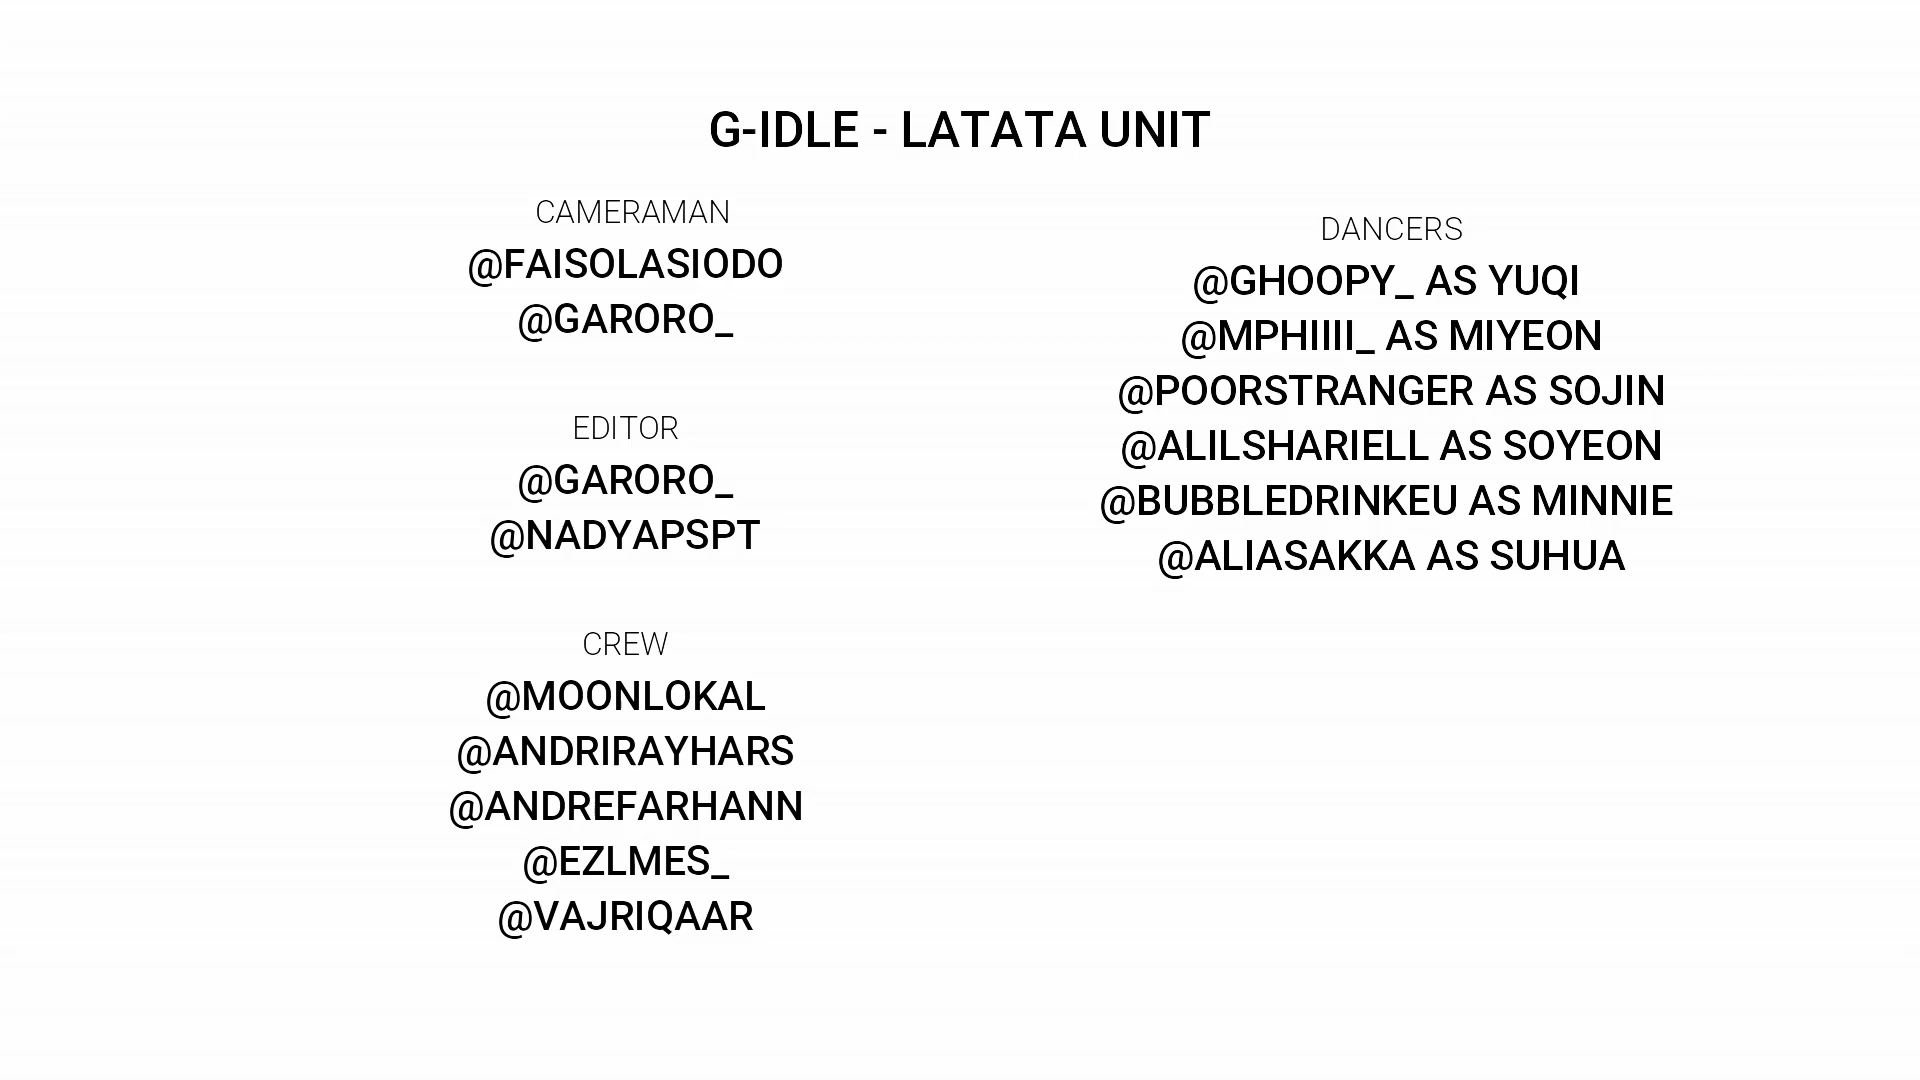 G-IDLE - LATATA UNIT
CAMERAMAN
@FAISOLASIODO
@GARORO_
EDITOR
@GARORO_
@NADYAPSPT
CREW
@MOONLOKAL
@ANDRIRAYHARS
@ANDREFARHANN
@EZLMES_
@VAJRIQAAR
DANCERS
@GHOOPY_ AS YUQI
@MPHIIII_ AS MIYEON
@POORSTRANGER AS SOJIN
@ALILSHARIELL AS SOYEON
@BUBBLEDRINKEU AS MINNIE
@ALIASAKKA AS SUHUA